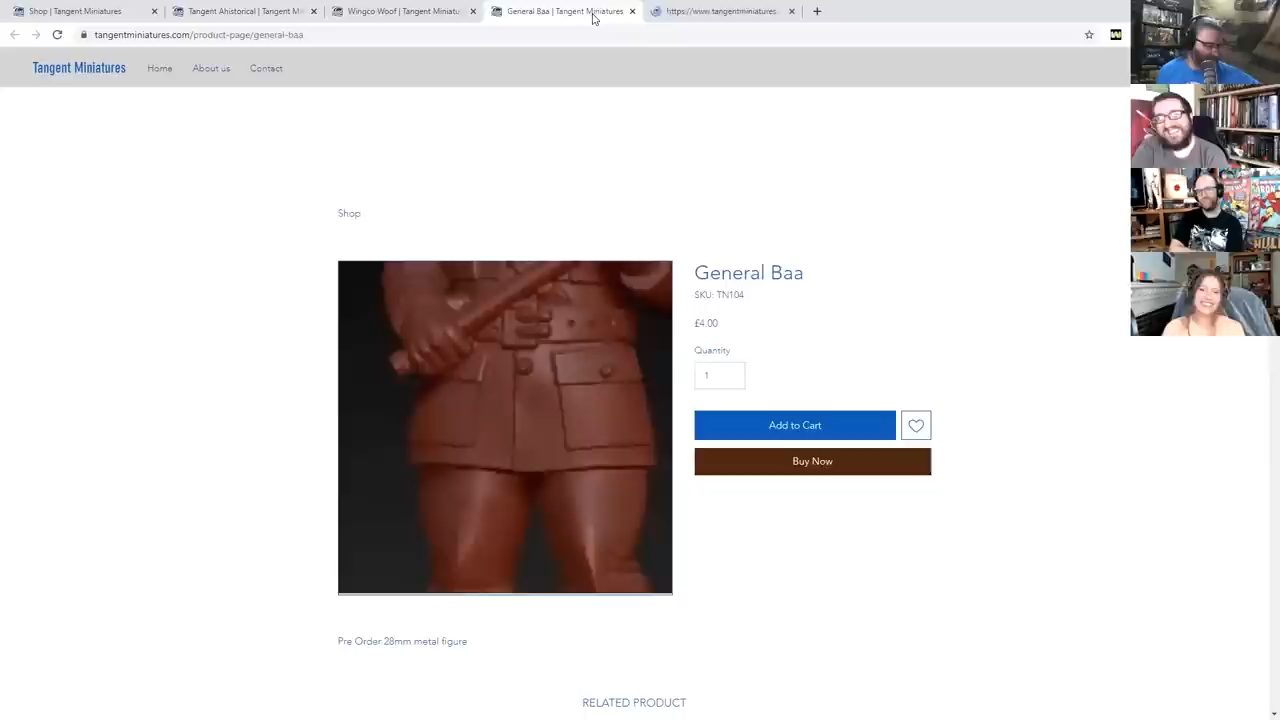 Shop | Tangent Miniatures
Tangent Ahistorical | Tangent Mi
Wingco Woof | Tangent Miniatu
General Baa | Tangent Miniatures
https://www.tangentminiatures.
tangentminiatures.com/product-page/general-baa
Tangent Miniatures
Home
About us
Contact
Shop
General Baa
SKU: TN104
£4.00
Quantity
1
Add to Cart
Buy Now
Pre Order 28mm metal figure
RELATED PRODUCT